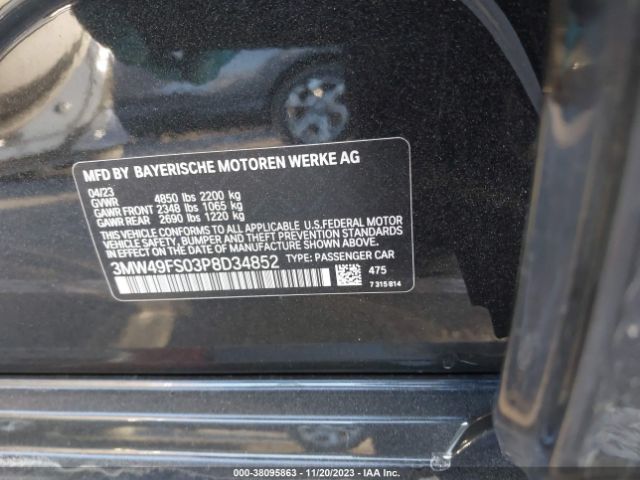 MFD BY BAYERISCHE MOTOREN WERKE AG
04/23
GVWR 4850 lbs 2200 kg
GAWR FRONT 2348 lbs 1065 kg
GAWR REAR 2690 lbs 1220 kg
THIS VEHICLE CONFORMS TO ALL APPLICABLE U.S.FEDERAL MOTOR
VEHICLE SAFETY, BUMPER, AND THEFT PREVENTION STANDARDS
IN EFFECT ON THE DATE OF MANUFACTURE SHOWN ABOVE.
3MW49FS03P8D34852 TYPE: PASSENGER CAR
475
7315814
000-38095863 - 11/20/2023 - IAA Inc.